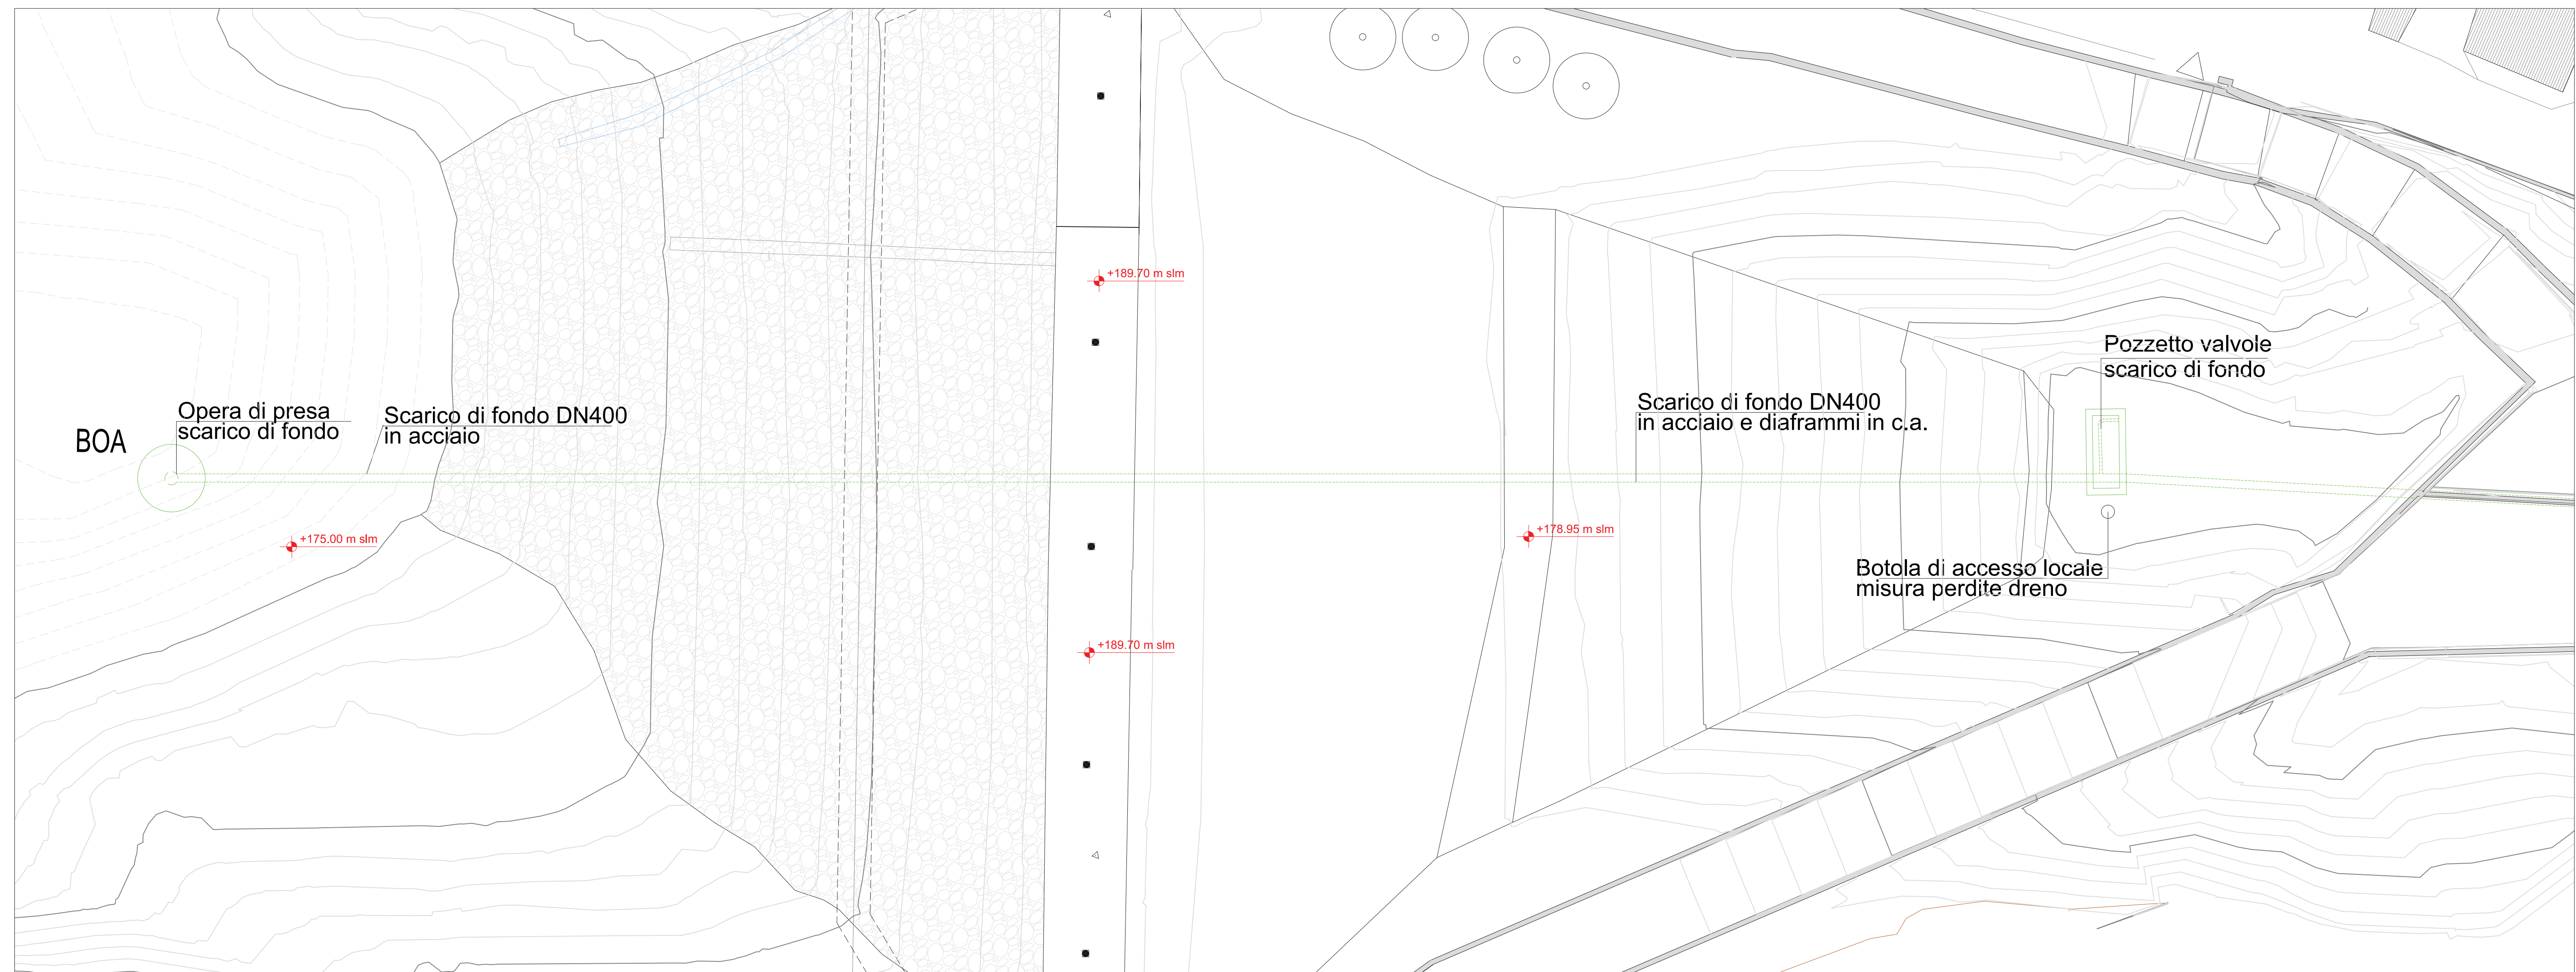 +189.70 m slm
Pozzetto valvole
scarico di fondo
BOA
Opera di presa
scarico di fondo
Scarico di fondo DN400
in acciaio
Scarico di fondo DN400
in acciaio e diaframmi in c.a.
+175.00 m slm
+178.95 m slm
Botola di accesso locale
misura perdite dreno
+189.70 m slm